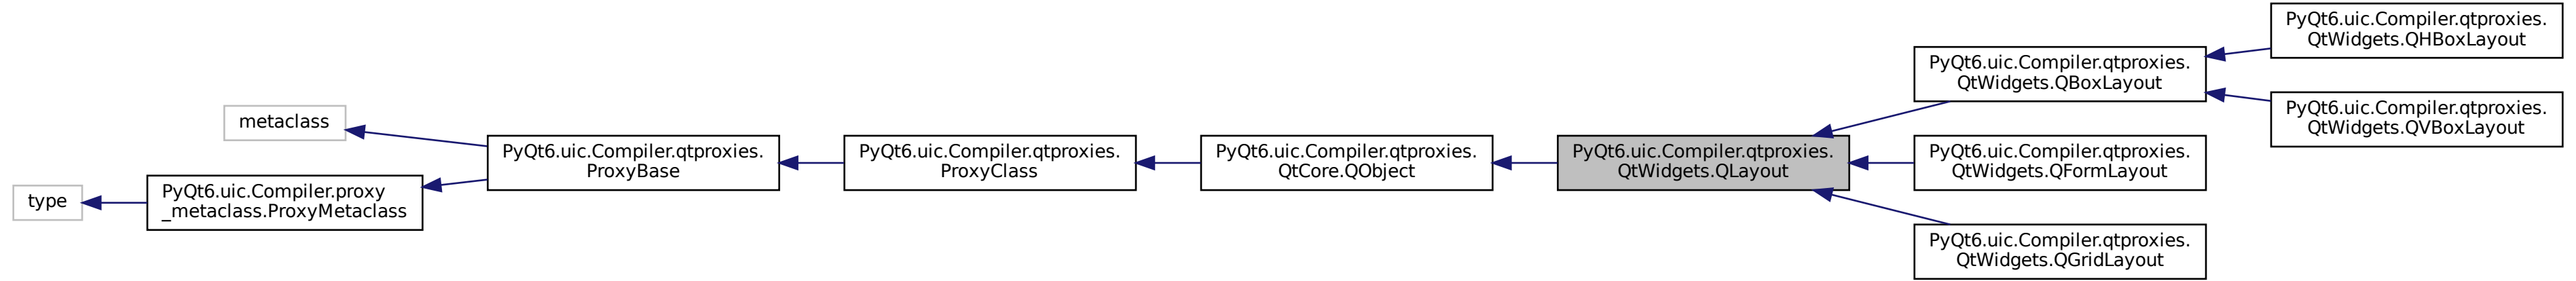 type
PyQt6.uic.Compiler.proxy
_metaclass.ProxyMetaclass
metaclass
PyQt6.uic.Compiler.qtproxies.
ProxyBase
PyQt6.uic.Compiler.qtproxies.
ProxyClass
PyQt6.uic.Compiler.qtproxies.
QtCore.QObject
PyQt6.uic.Compiler.qtproxies.
QtWidgets.QLayout
PyQt6.uic.Compiler.qtproxies.
QtWidgets.QBoxLayout
PyQt6.uic.Compiler.qtproxies.
QtWidgets.QHBoxLayout
PyQt6.uic.Compiler.qtproxies.
QtWidgets.QVBoxLayout
PyQt6.uic.Compiler.qtproxies.
QtWidgets.QFormLayout
PyQt6.uic.Compiler.qtproxies.
QtWidgets.QGridLayout